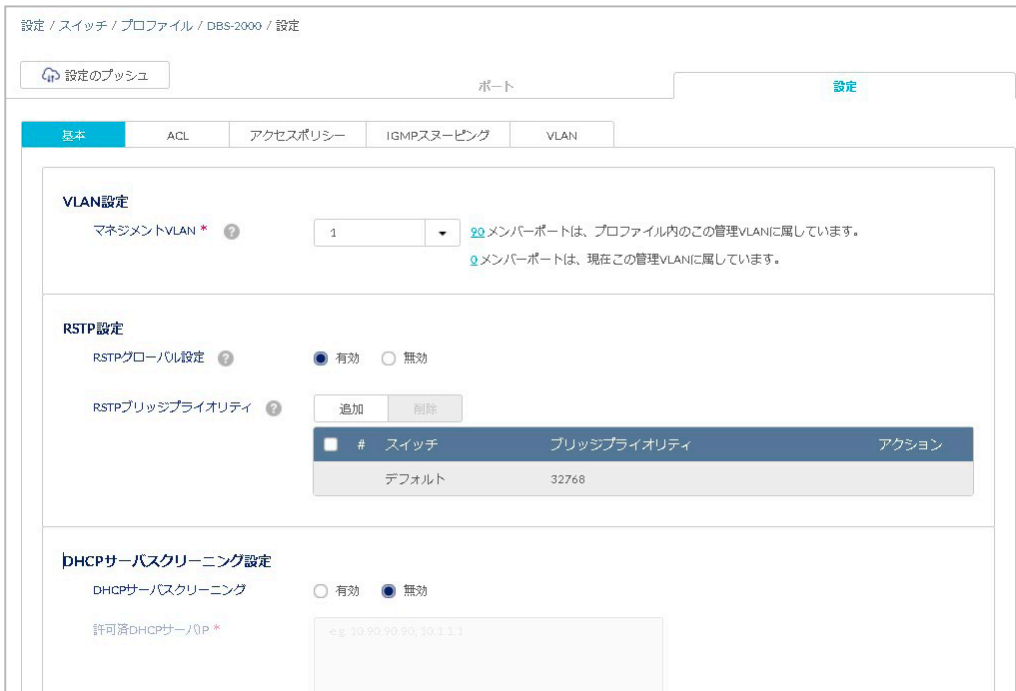 設定 / スイッチ / プロファイル / DBS-2000 / 設定
設定のプッシュ
ポート
設定
基本
ACL
アクセスポリシー
IGMPスヌーピング
VLAN
VLAN設定
マネジメントVLAN *
?
1
90 メンバーポートは、プロファイル内のこの管理VLANに属しています。
0 メンバーポートは、現在この管理VLANに属しています。
RSTP設定
RSTPグローバル設定
?
有効
無効
RSTPブリッジプライオリティ
?
追加
削除
# スイッチ ブリッジプライオリティ アクション
デフォルト 32768
DHCPサーバスクリーニング設定
DHCPサーバスクリーニング
有効
無効
許可済DHCPサーバIP *
e.g. 10.90.90.90, 10.1.1.1